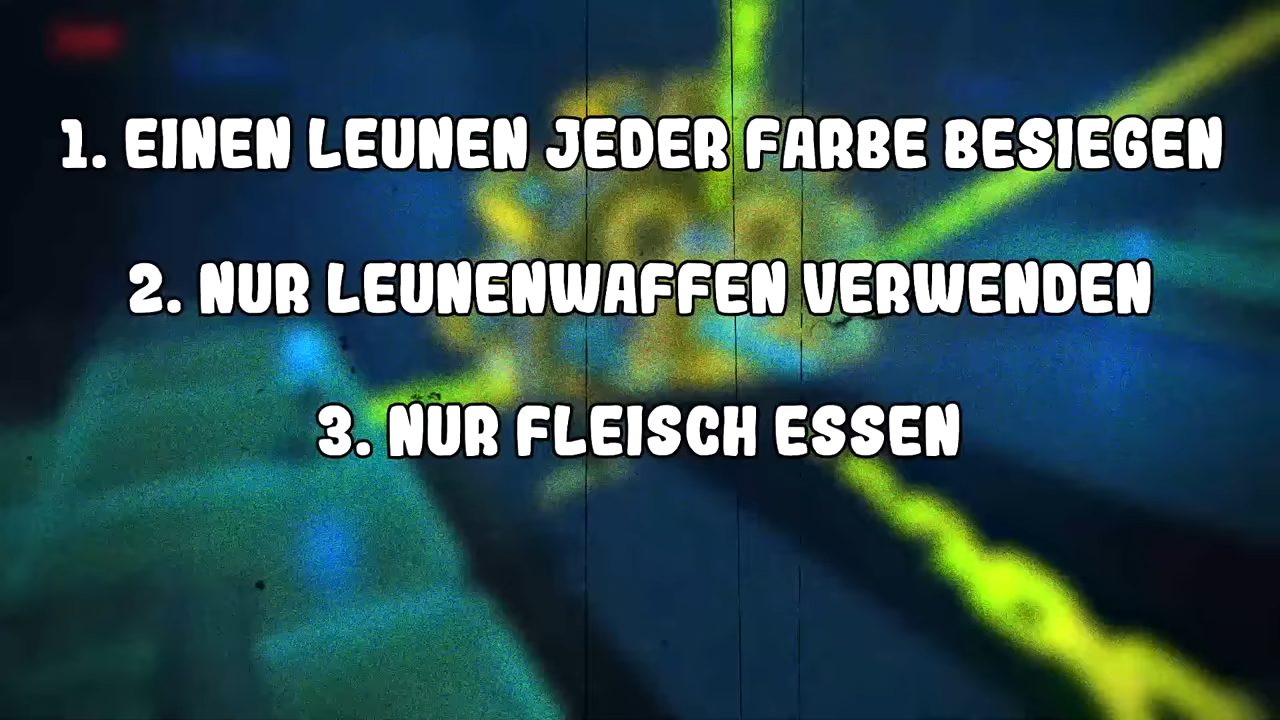 1. EINEN LEUNEN JEDER FARBE BESIEGEN
2. NUR LEUNENWAFFEN VERWENDEN
3. NUR FLEISCH ESSEN